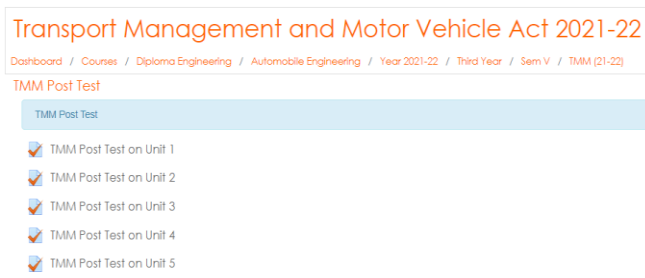 Transport Management and Motor Vehicle Act 2021-22
Dashboard / Courses / Diploma Engineering / Automobile Engineering / Year 2021-22 / Third Year / Sem V / TMM (21-22)
TMM Post Test
TMM Post Test
TMM Post Test on Unit 1
TMM Post Test on Unit 2
TMM Post Test on Unit 3
TMM Post Test on Unit 4
TMM Post Test on Unit 5